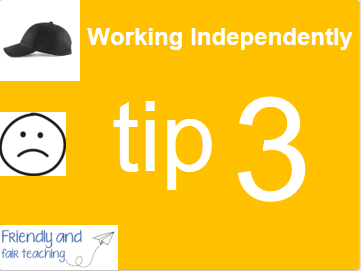 Working Independently
tip 3
Friendly and
fair teaching